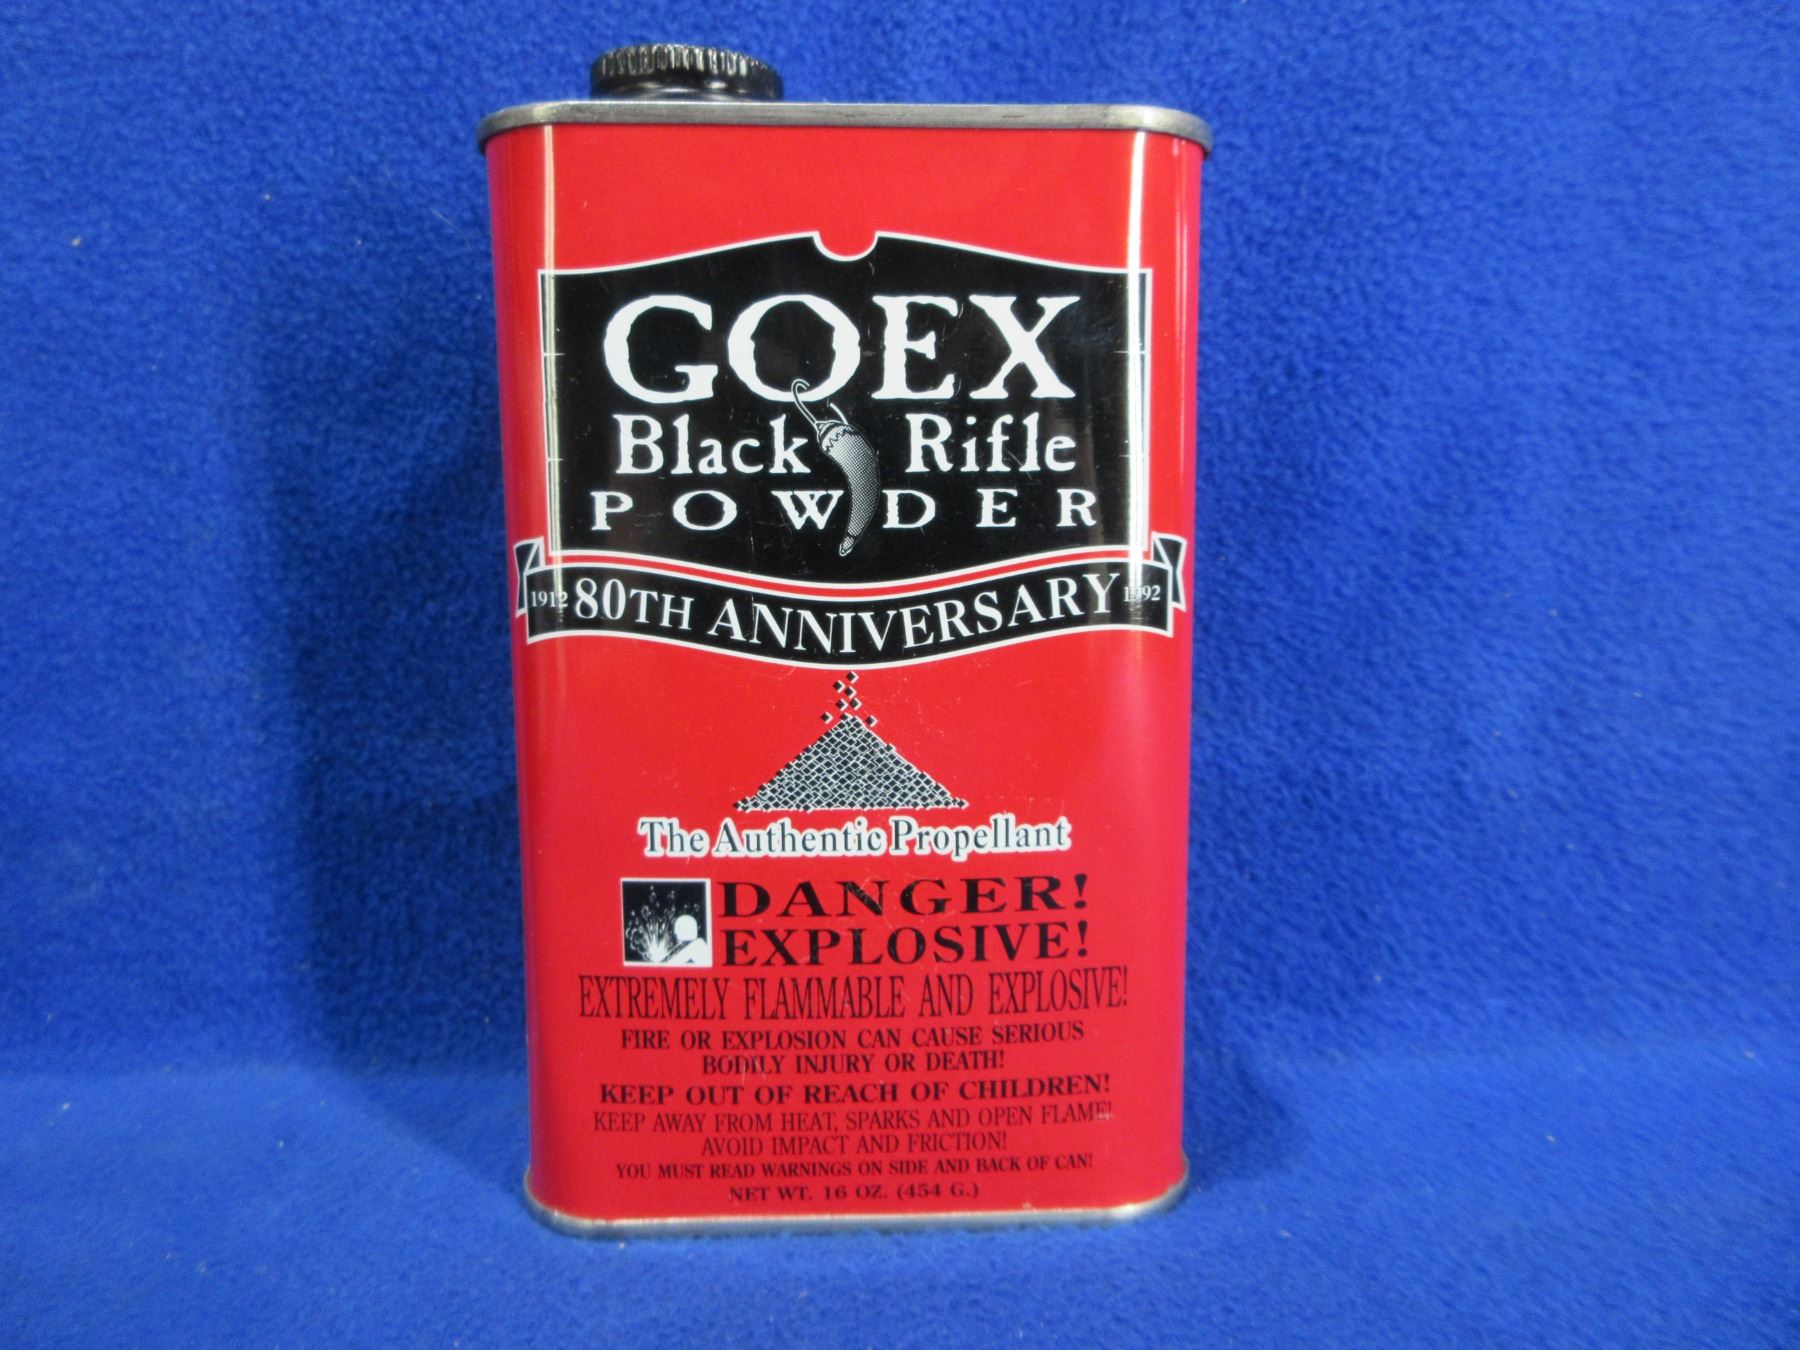 GOEX
Black Rifle
POWDER
1912 80TH ANNIVERSARY 1992
The Authentic Propellant
DANGER!
EXPLOSIVE!
EXTREMELY FLAMMABLE AND EXPLOSIVE!
FIRE OR EXPLOSION CAN CAUSE SERIOUS
BODILY INJURY OR DEATH!
KEEP OUT OF REACH OF CHILDREN!
KEEP AWAY FROM HEAT, SPARKS AND OPEN FLAME!
AVOID IMPACT AND FRICTION!
YOU MUST READ WARNINGS ON SIDE AND BACK OF CAN!
NET WT. 16 OZ. (454 G.)